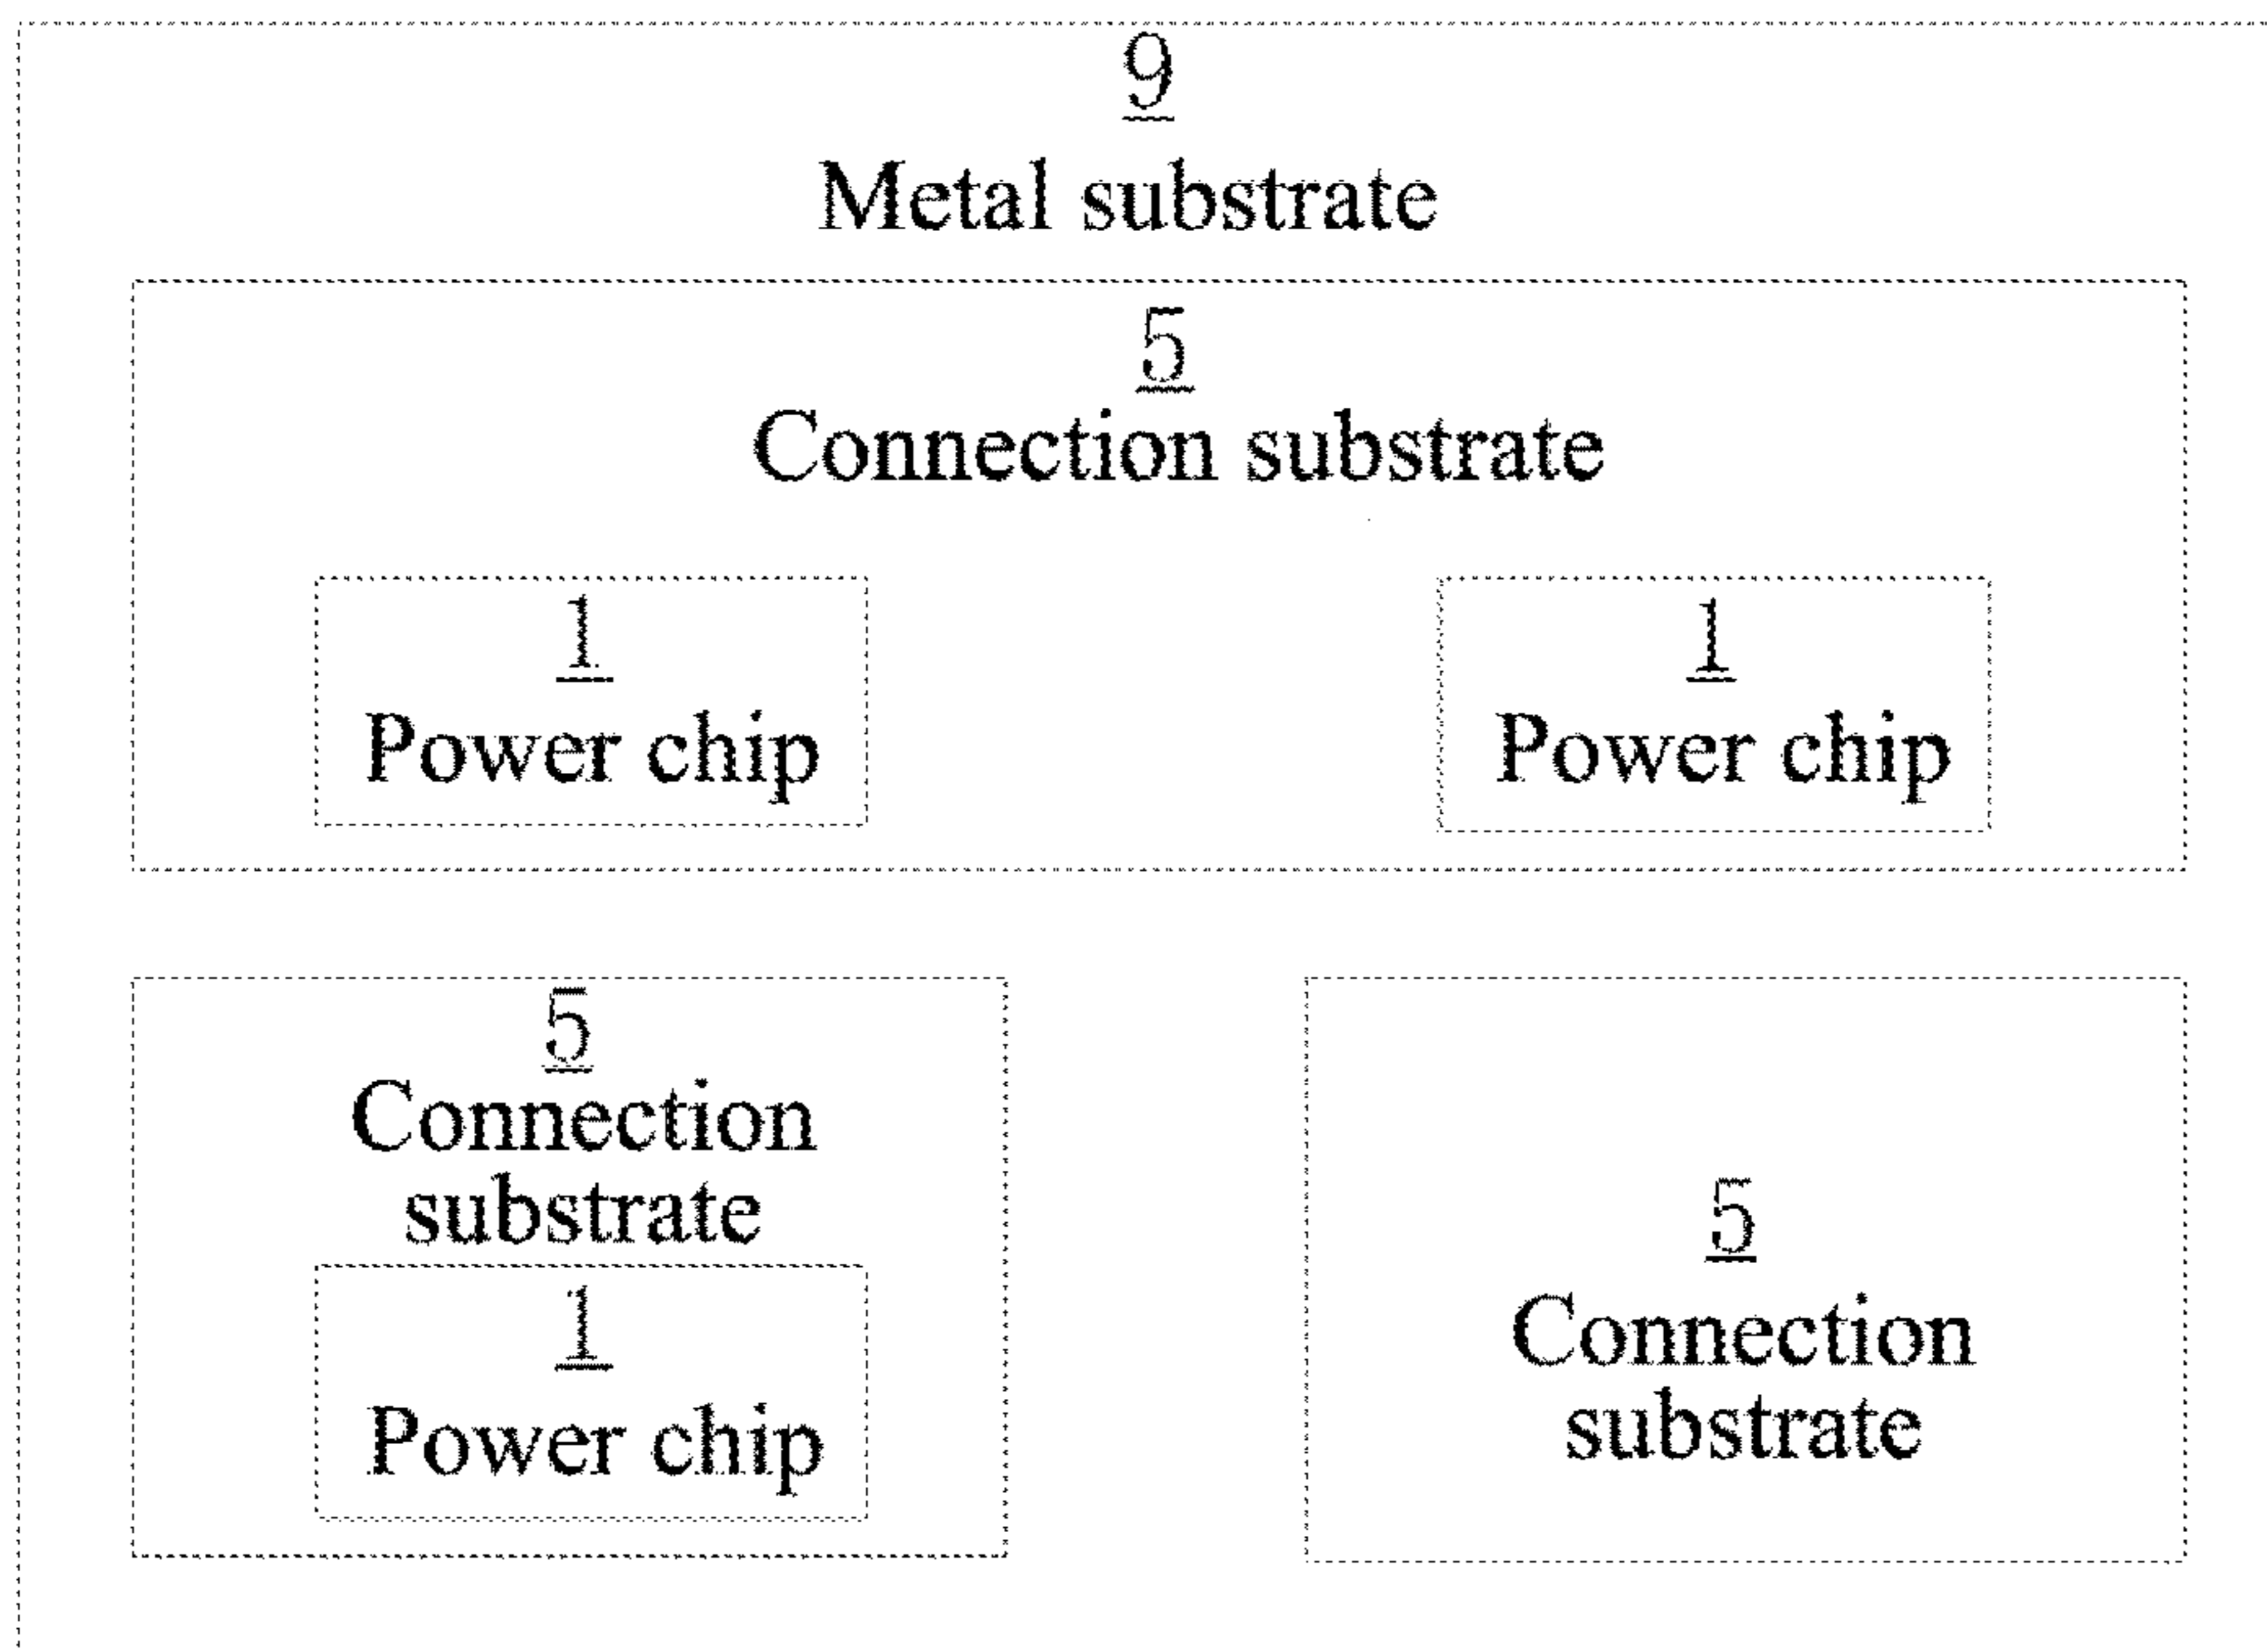 9
Metal substrate
5
Connection substrate
1
Power chip
1
Power chip
5
Connection
substrate
1
Power chip
5
Connection
substrate